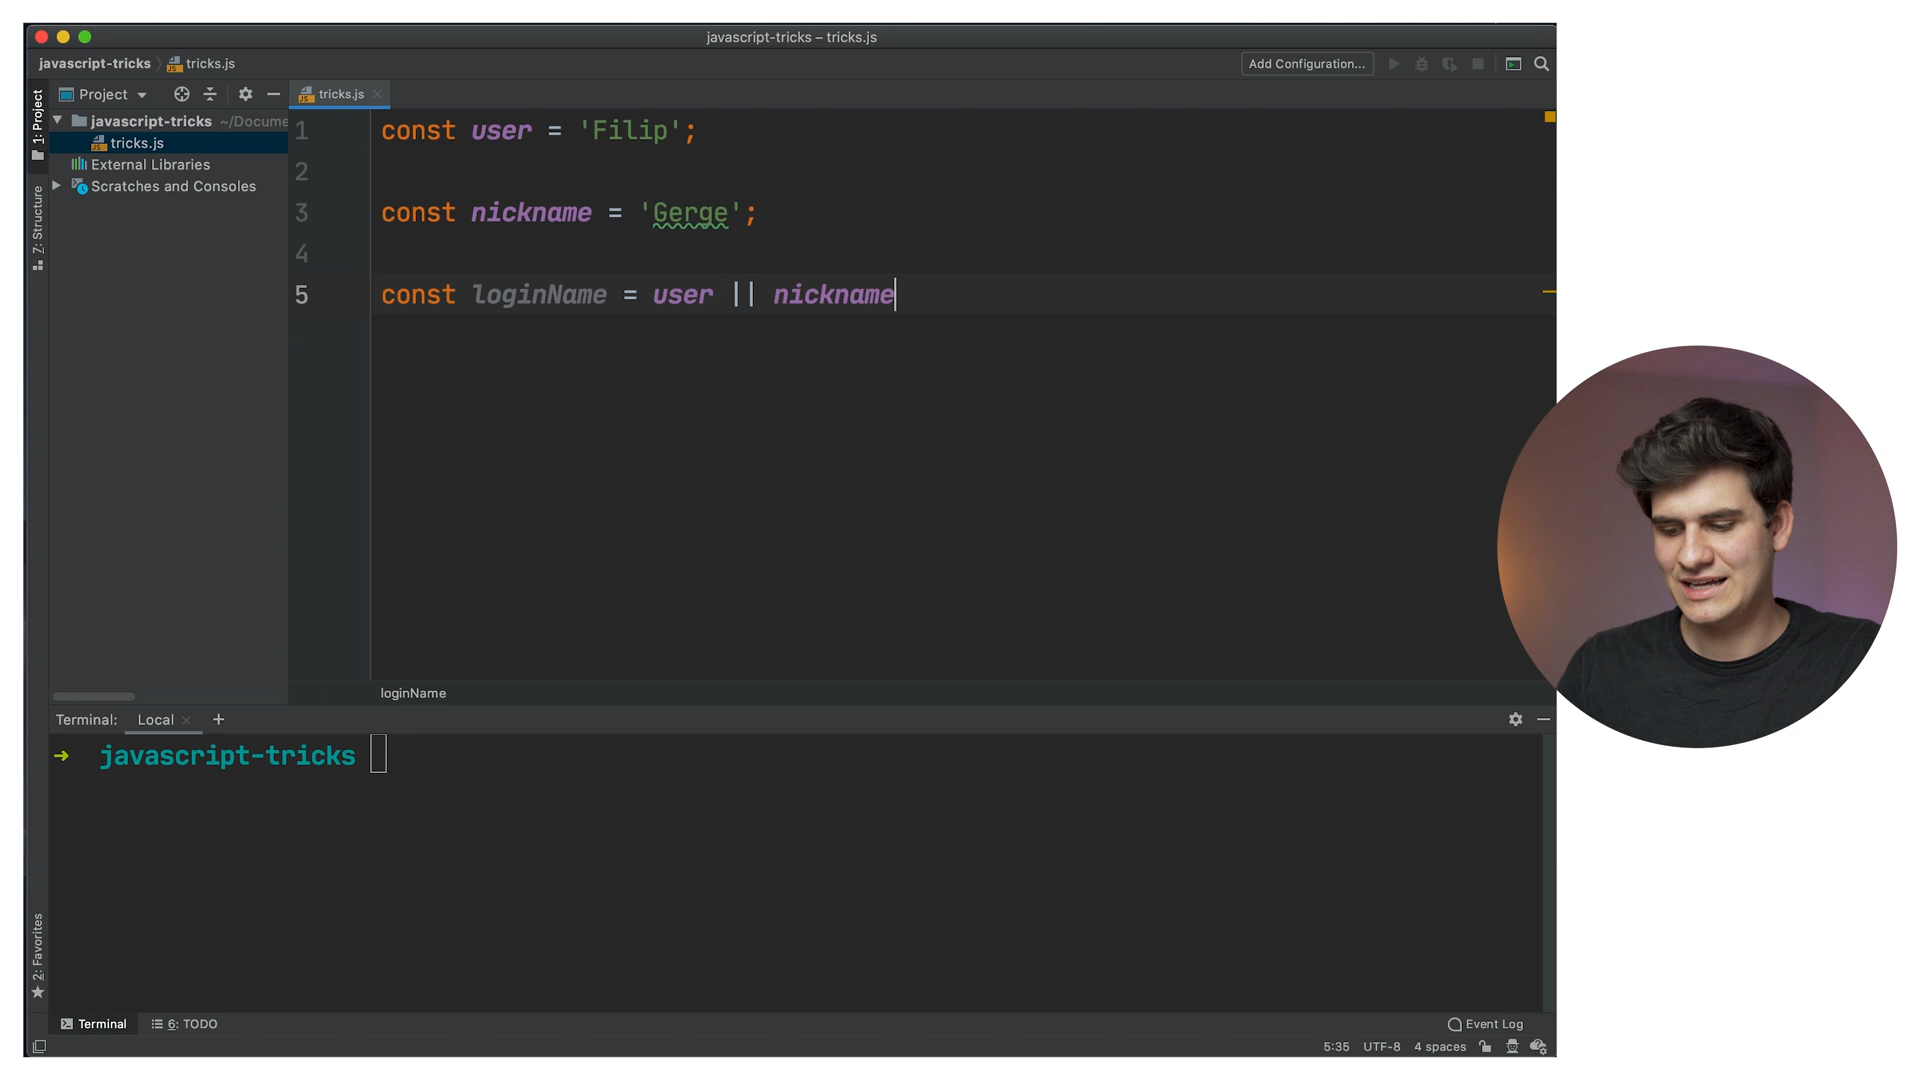 javascript-tricks – tricks.js
javascript-tricks
tricks.js
Add Configuration...
1: Project
Project
tricks.js
javascript-tricks ~/Docume
tricks.js
External Libraries
Scratches and Consoles
7: Structure
1 const user = 'Filip';
2
3 const nickname = 'Gerge';
4
5 const loginName = user || nickname
loginName
Terminal: Local +
→ javascript-tricks
2: Favorites
Terminal
6: TODO
Event Log
5:35 UTF-8 4 spaces